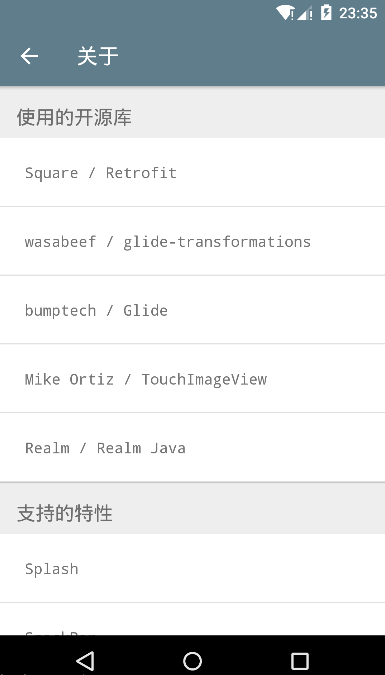 23:35
关于
使用的开源库
Square / Retrofit
wasabeef / glide-transformations
bumptech / Glide
Mike Ortiz / TouchImageView
Realm / Realm Java
支持的特性
Splash